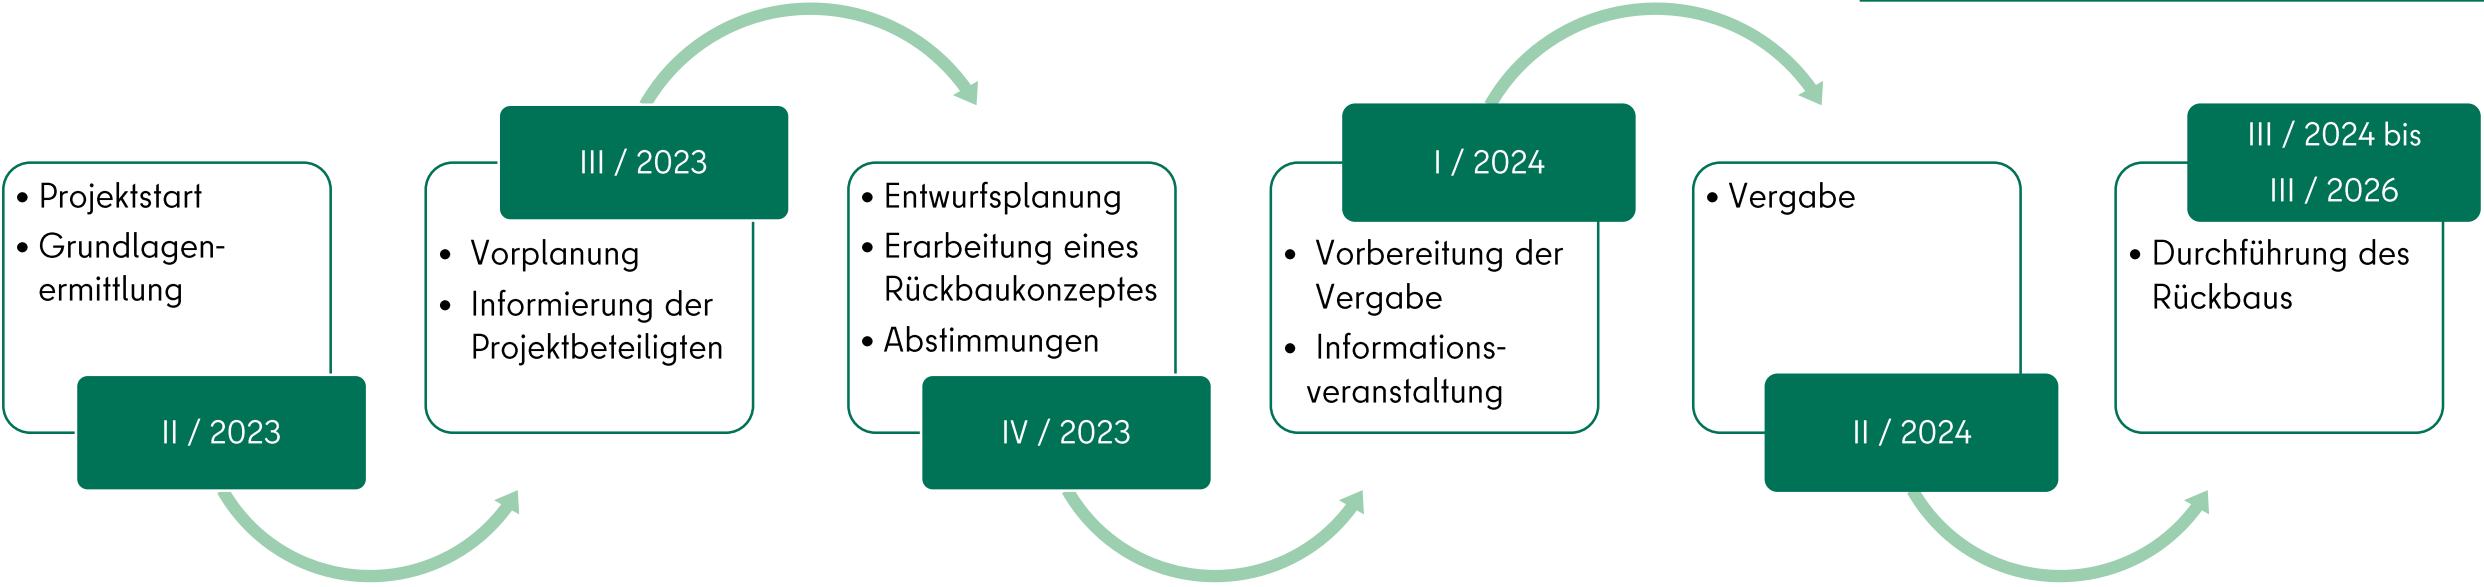 • Projektstart
• Grundlagen-
ermittlung
II / 2023
III / 2023
• Vorplanung
• Informierung der
Projektbeteiligten
• Entwurfsplanung
• Erarbeitung eines
Rückbaukonzeptes
• Abstimmungen
IV / 2023
I / 2024
• Vorbereitung der
Vergabe
• Informations-
veranstaltung
• Vergabe
II / 2024
III / 2024 bis
III / 2026
• Durchführung des
Rückbaus